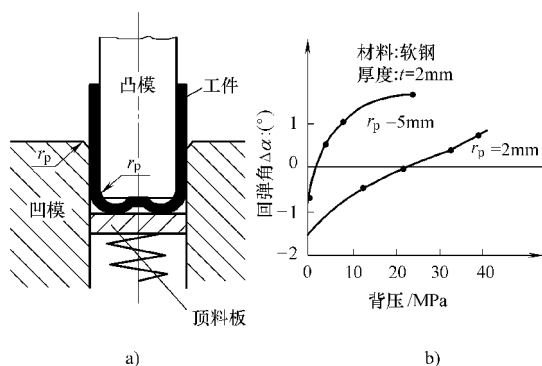 凸模
工件
rp
rp
凹模
顶料板
a)
材料:软钢
厚度:t=2mm
rp－5mm
rp＝2mm
回弹角Δα:(°)
1
0
−1
−2
0
10
20
30
40
背压/MPa
b)